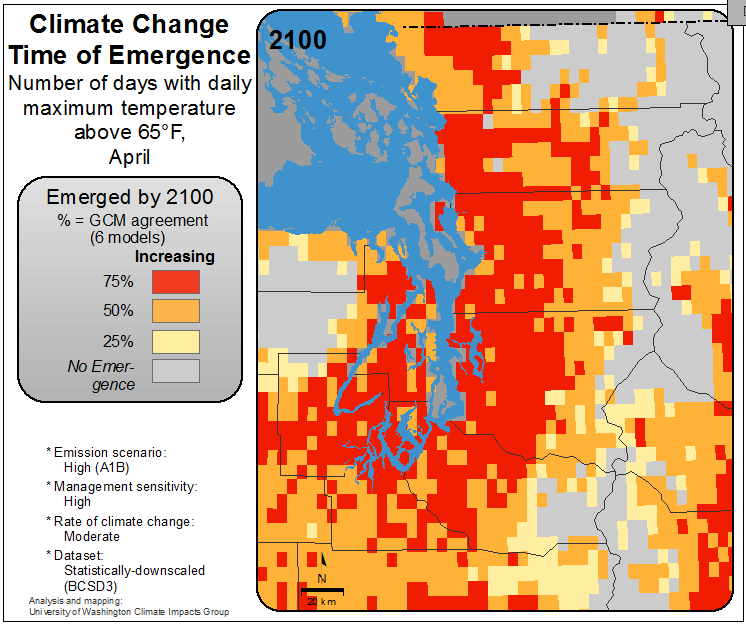 Climate Change
Time of Emergence
Number of days with daily
maximum temperature
above 65°F,
April
Emerged by 2100
% = GCM agreement
(6 models)
Increasing
75%
50%
25%
No Emer-
gence
* Emission scenario:
High (A1B)
* Management sensitivity:
High
* Rate of climate change:
Moderate
* Dataset:
Statistically-downscaled
(BCSD3)
Analysis and mapping:
University of Washington Climate Impacts Group
2100
N
20 km